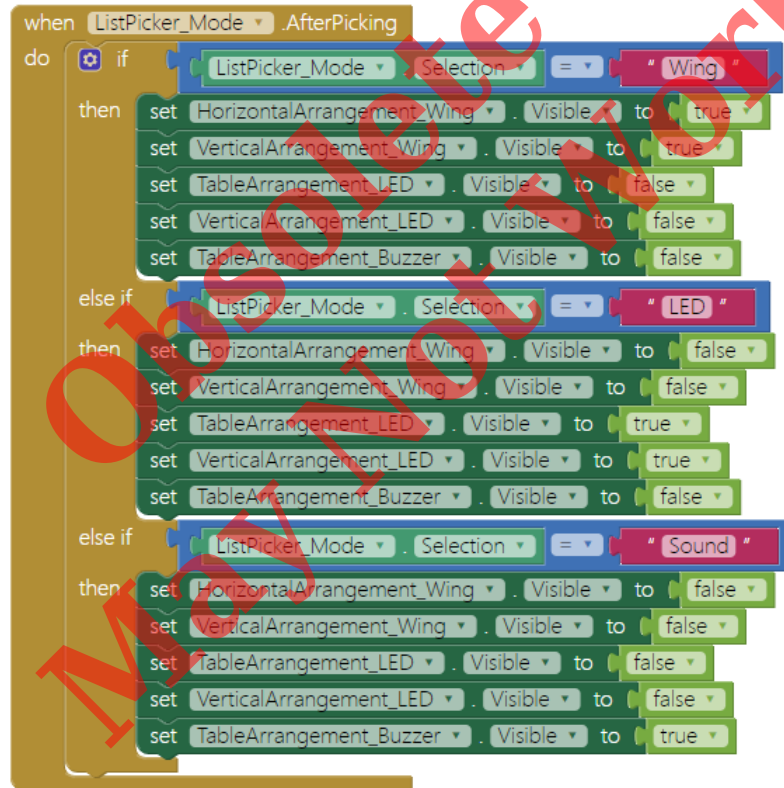 when ListPicker_Mode .AfterPicking
do if ListPicker_Mode . Selection = " Wing "
then set HorizontalArrangement_Wing . Visible to true
set VerticalArrangement_Wing . Visible to true
set TableArrangement_LED . Visible to false
set VerticalArrangement_LED . Visible to false
set TableArrangement_Buzzer . Visible to false
else if ListPicker_Mode . Selection = " LED "
then set HorizontalArrangement_Wing . Visible to false
set VerticalArrangement_Wing . Visible to false
set TableArrangement_LED . Visible to true
set VerticalArrangement_LED . Visible to true
set TableArrangement_Buzzer . Visible to false
else if ListPicker_Mode . Selection = " Sound "
then set HorizontalArrangement_Wing . Visible to false
set VerticalArrangement_Wing . Visible to false
set TableArrangement_LED . Visible to false
set VerticalArrangement_LED . Visible to false
set TableArrangement_Buzzer . Visible to true
Obsolete
May Not Work